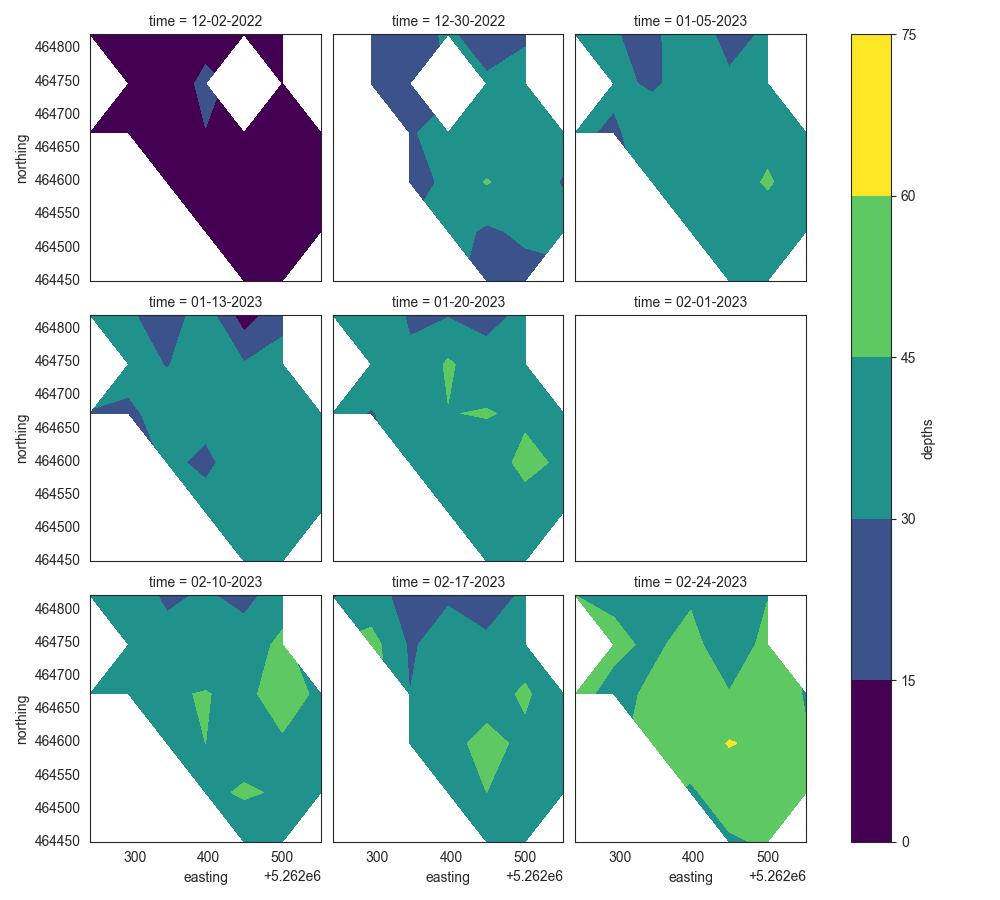 time = 12-02-2022
time = 12-30-2022
time = 01-05-2023
464800
464750
464700
464650
464600
464550
464500
464450
northing
time = 01-13-2023
time = 01-20-2023
time = 02-01-2023
464800
464750
464700
464650
464600
464550
464500
464450
northing
time = 02-10-2023
time = 02-17-2023
time = 02-24-2023
464800
464750
464700
464650
464600
464550
464500
464450
northing
300 400 500
300 400 500
300 400 500
easting +5.262e6
easting +5.262e6
easting +5.262e6
75
60
45
30
15
0
depths